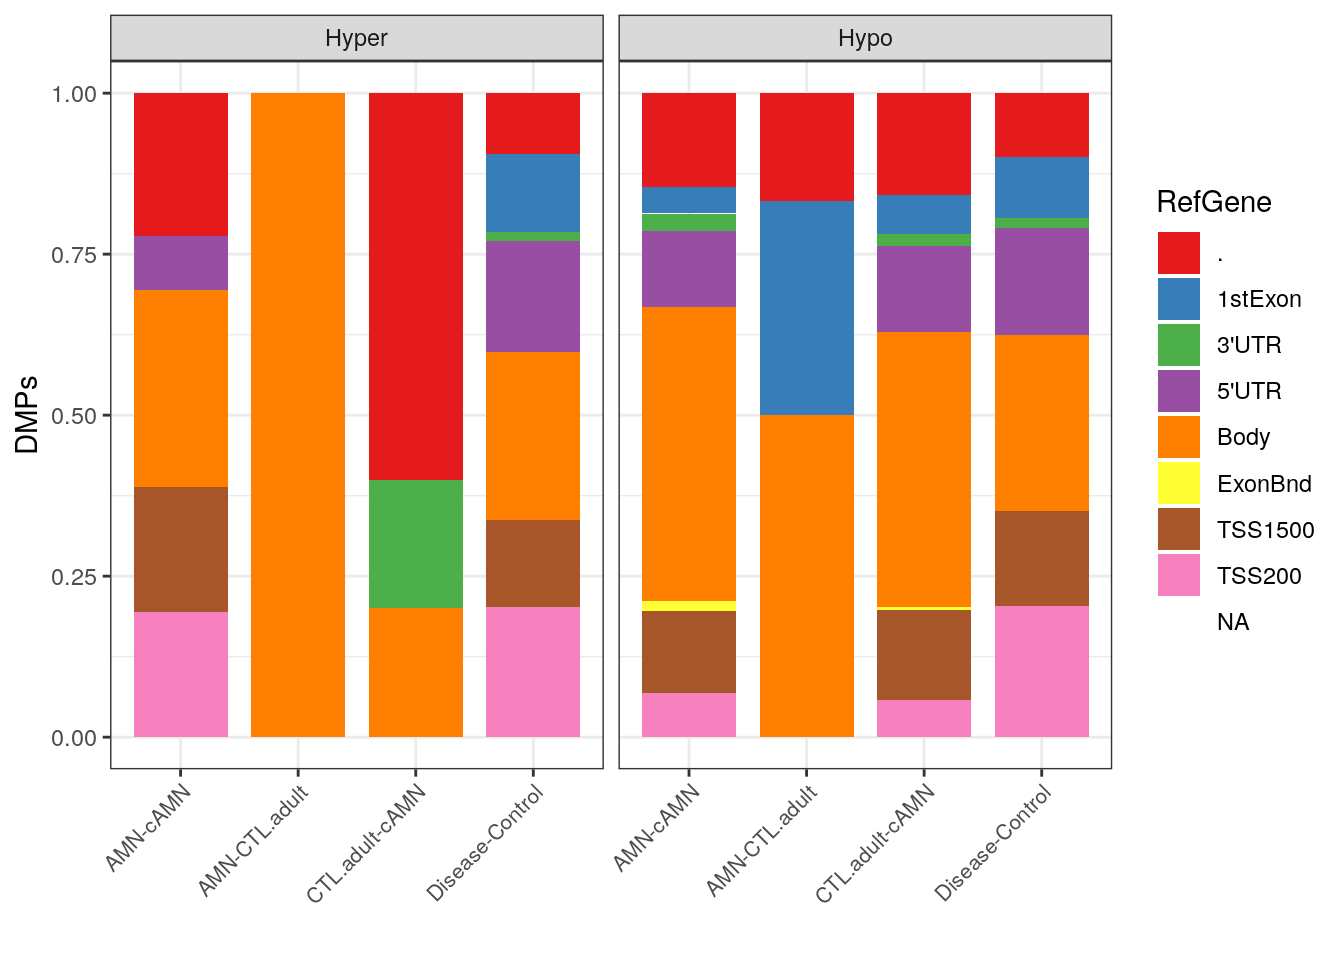 Hyper
Hypo
DMPs
1.00
0.75
0.50
0.25
0.00
AMN-cAMN
AMN-CTL.adult
CTL.adult-cAMN
Disease-Control
AMN-cAMN
AMN-CTL.adult
CTL.adult-cAMN
Disease-Control
RefGene
.
1stExon
3'UTR
5'UTR
Body
ExonBnd
TSS1500
TSS200
NA